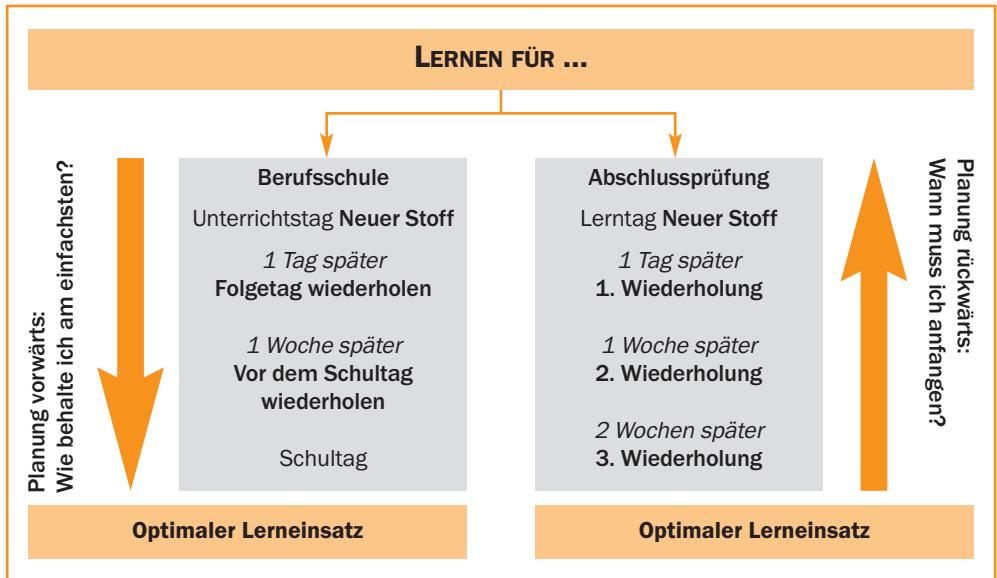 LERNEN FÜR ...
Planung vorwärts:
Wie behalte ich am einfachsten?
Berufsschule
Unterrichtstag Neuer Stoff
1 Tag später
Folgetag wiederholen
1 Woche später
Vor dem Schultag
wiederholen
Schultag
Optimaler Lerneinsatz
Abschlussprüfung
Lerntag Neuer Stoff
1 Tag später
1. Wiederholung
1 Woche später
2. Wiederholung
2 Wochen später
3. Wiederholung
Optimaler Lerneinsatz
Planung rückwärts:
Wann muss ich anfangen?